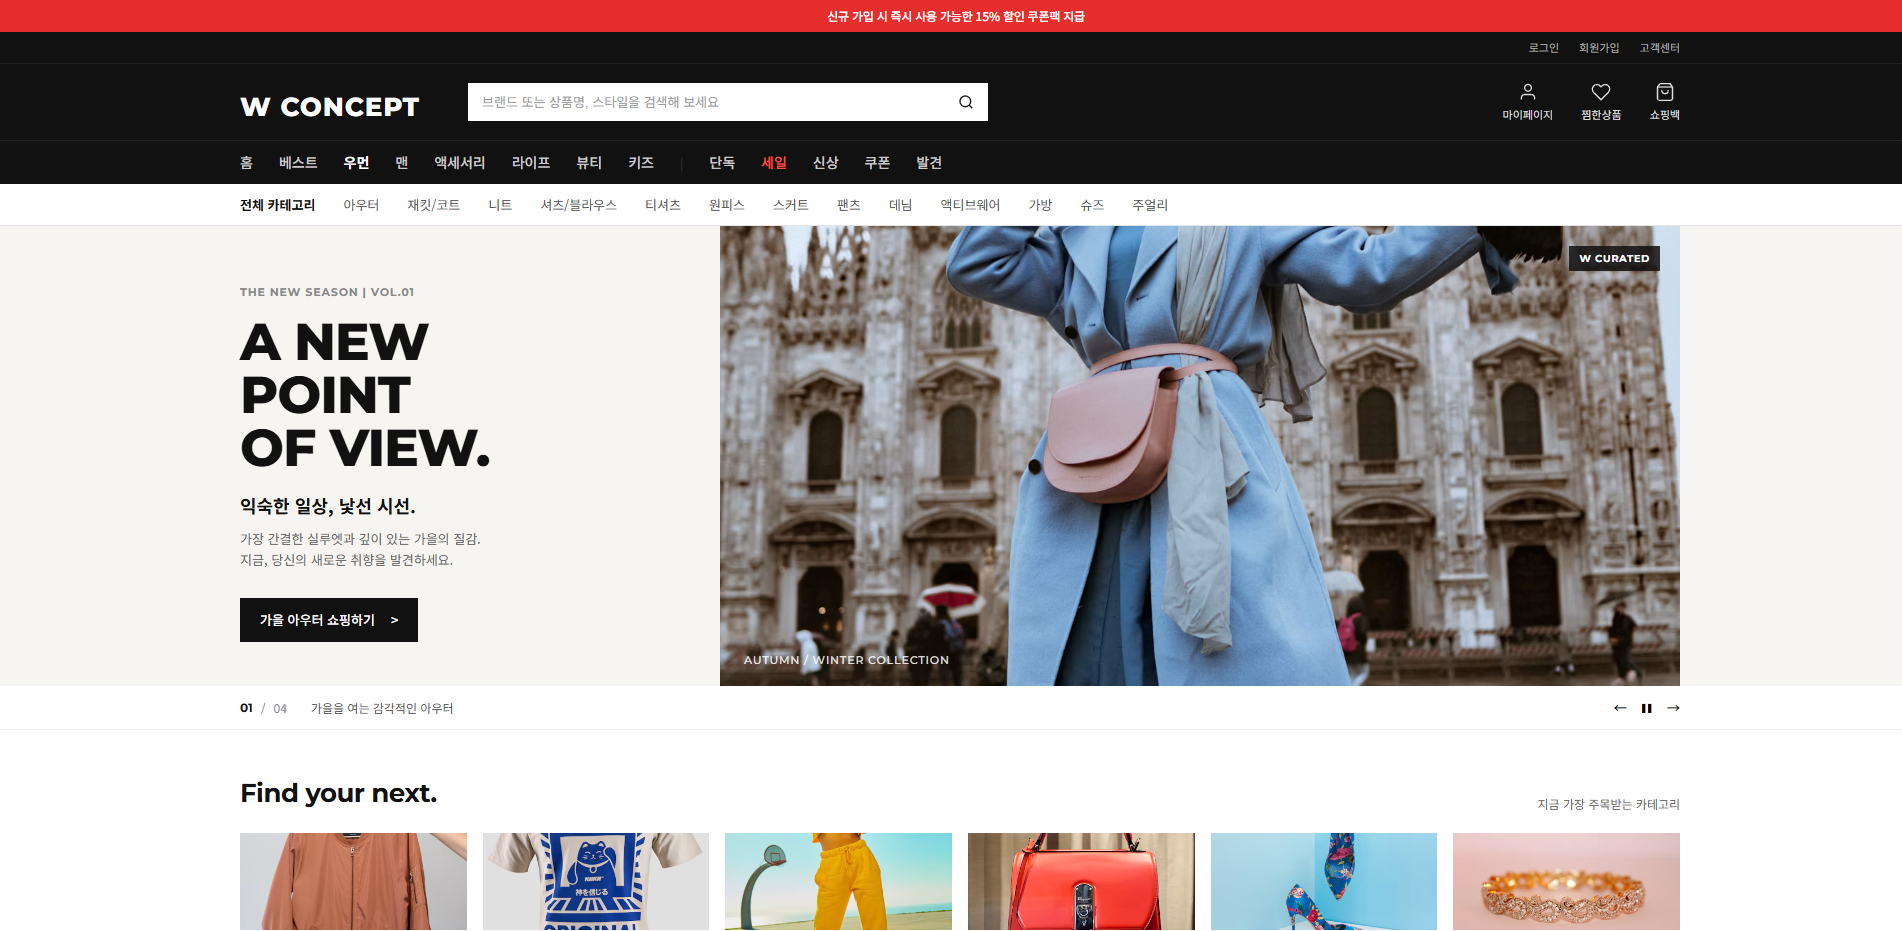 신규 가입 시 즉시 사용 가능한 15% 할인 쿠폰팩 지급
로그인 회원가입 고객센터
W CONCEPT
브랜드 또는 상품명, 스타일을 검색해 보세요
마이페이지 찜한상품 쇼핑백
홈 베스트 우먼 맨 액세서리 라이프 뷰티 키즈 | 단독 세일 신상 쿠폰 발견
전체 카테고리 아우터 재킷/코트 니트 셔츠/블라우스 티셔츠 원피스 스커트 팬츠 데님 액티브웨어 가방 슈즈 주얼리
W CURATED
THE NEW SEASON | VOL.01
A NEW
POINT
OF VIEW.
익숙한 일상, 낯선 시선.
가장 간결한 실루엣과 깊이 있는 가을의 질감.
지금, 당신의 새로운 취향을 발견하세요.
가을 아우터 쇼핑하기 >
AUTUMN / WINTER COLLECTION
01 / 04 가을을 여는 감각적인 아우터
Find your next.
지금 가장 주목받는 카테고리
神を信じる
ORIGINAL